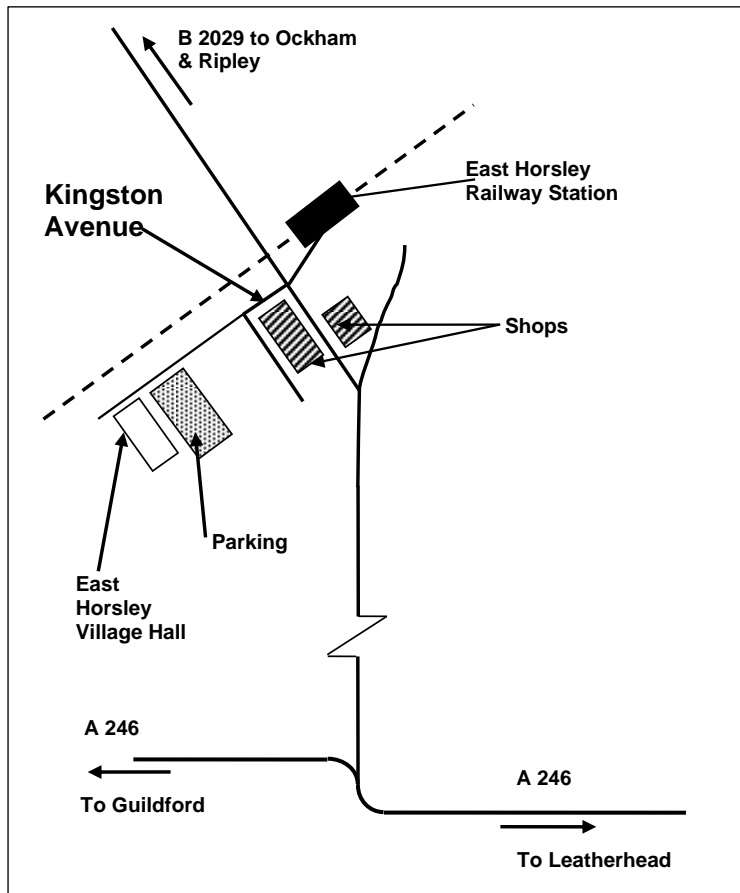 B 2029 to Ockham
& Ripley
East Horsley
Railway Station
Kingston
Avenue
Shops
Parking
East
Horsley
Village Hall
A 246
To Guildford
A 246
To Leatherhead